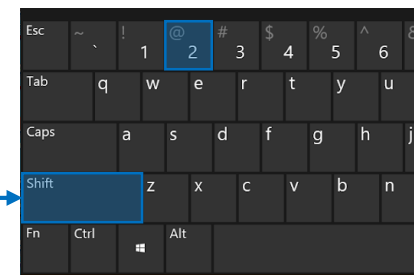 Esc ~ ` ! 1 @ 2 # 3 $ 4 % 5 ^ 6
Tab q w e r t y u
Caps a s d f g h j
Shift z x c v b n
Fn Ctrl Alt